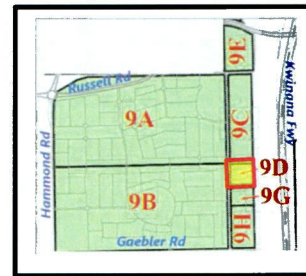 9E
Russell Rd
Kwinana Fwy
9A
9C
Hammond Rd
9D
9B
9G
9H
Gaebler Rd